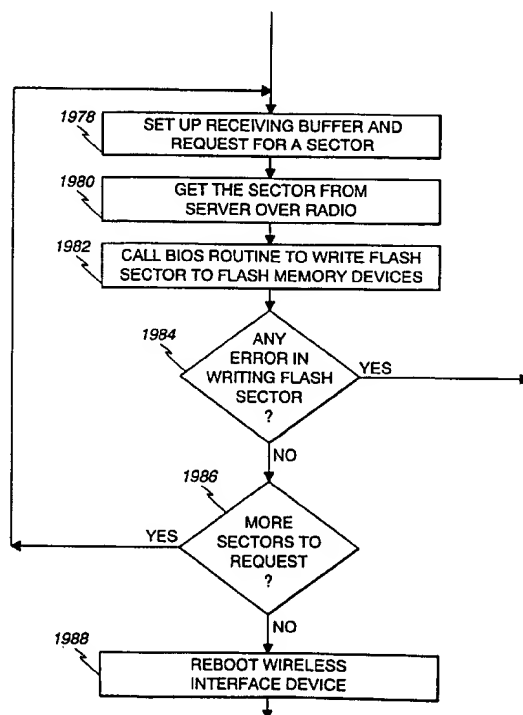 1978
SET UP RECEIVING BUFFER AND
REQUEST FOR A SECTOR
1980
GET THE SECTOR FROM
SERVER OVER RADIO
1982
CALL BIOS ROUTINE TO WRITE FLASH
SECTOR TO FLASH MEMORY DEVICES
1984
ANY
ERROR IN
WRITING FLASH
SECTOR
?
YES
NO
1986
MORE
SECTORS TO
REQUEST
?
YES
NO
1988
REBOOT WIRELESS
INTERFACE DEVICE